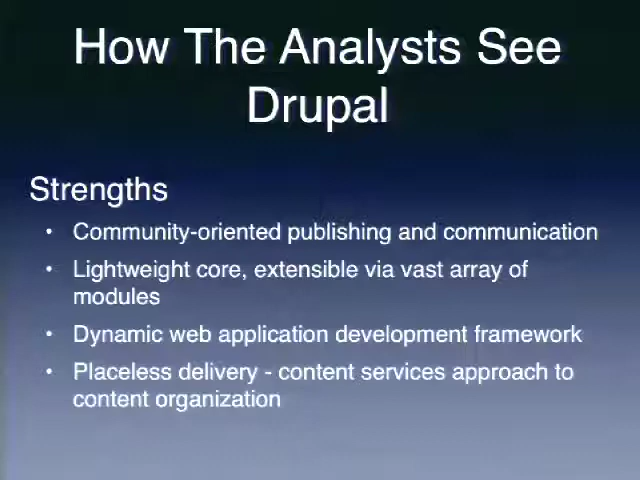 How The Analysts See
Drupal
Strengths
• Community-oriented publishing and communication
• Lightweight core, extensible via vast array of
modules
• Dynamic web application development framework
• Placeless delivery - content services approach to
content organization